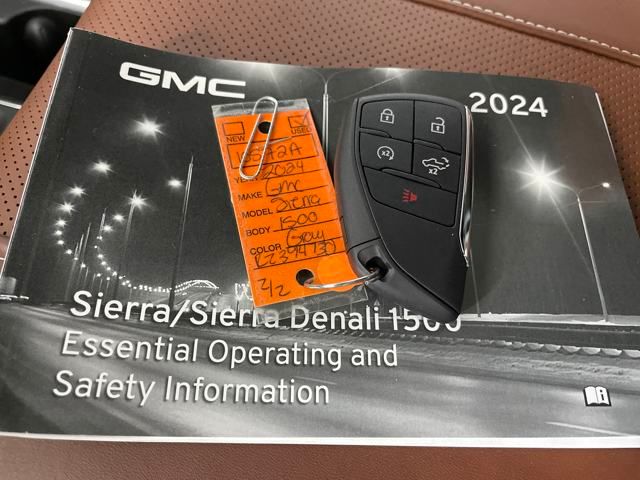 GMC
2024
NEW
USED
YEAR 2024
MAKE Gmc
MODEL Sierra
BODY 1500
COLOR Gray
2/2
x2
x2
Sierra/Sierra Denali 1500
Essential Operating and
Safety Information